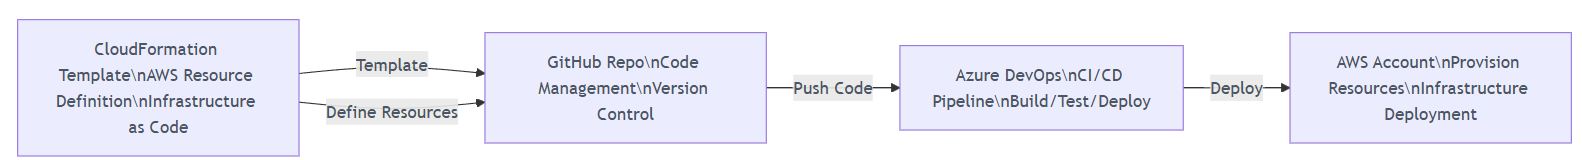 CloudFormation
Template\nAWS Resource
Definition\nInfrastructure
as Code
Template
Define Resources
GitHub Repo\nCode
Management\nVersion
Control
Push Code
Azure DevOps\nCI/CD
Pipeline\nBuild/Test/Deploy
Deploy
AWS Account\nProvision
Resources\nInfrastructure
Deployment